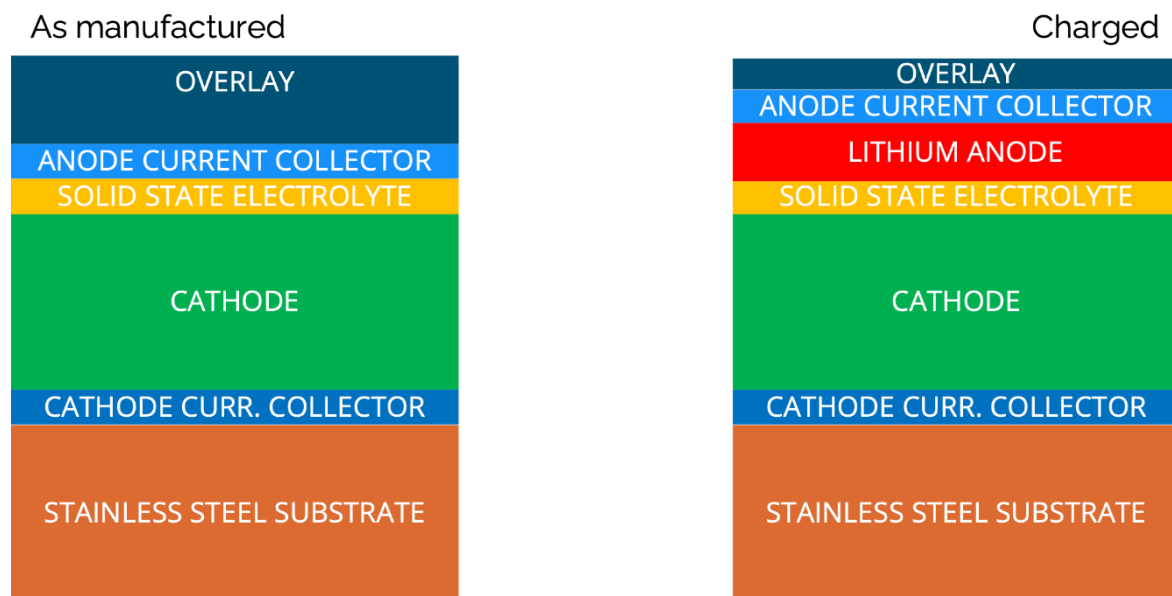 As manufactured
OVERLAY
ANODE CURRENT COLLECTOR
SOLID STATE ELECTROLYTE
CATHODE
CATHODE CURR. COLLECTOR
STAINLESS STEEL SUBSTRATE
Charged
OVERLAY
ANODE CURRENT COLLECTOR
LITHIUM ANODE
SOLID STATE ELECTROLYTE
CATHODE
CATHODE CURR. COLLECTOR
STAINLESS STEEL SUBSTRATE